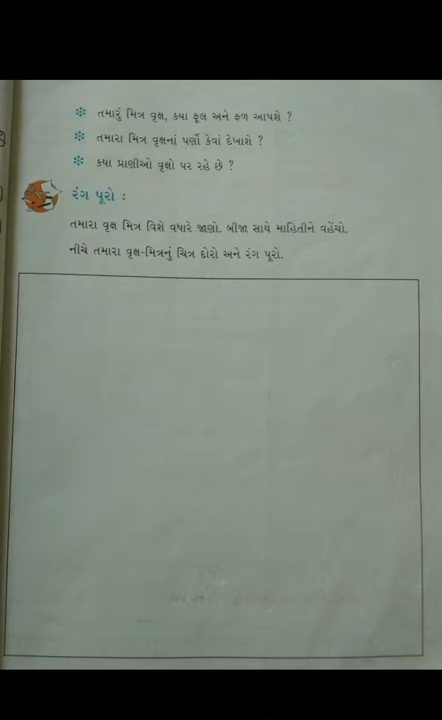 ❇ તમારું મિત્ર વૃક્ષ, કયા ફૂલ અને ફળ આપશે ?
❇ તમારા મિત્ર વૃક્ષનાં પર્ણો કેવાં દેખાશે ?
❇ કયા પ્રાણીઓ વૃક્ષો પર રહે છે ?
રંગ પૂરો :
તમારા વૃક્ષ મિત્ર વિશે વધારે જાણો. બીજા સાથે માહિતીને વહેંચો.
નીચે તમારા વૃક્ષ-મિત્રનું ચિત્ર દોરો અને રંગ પૂરો.